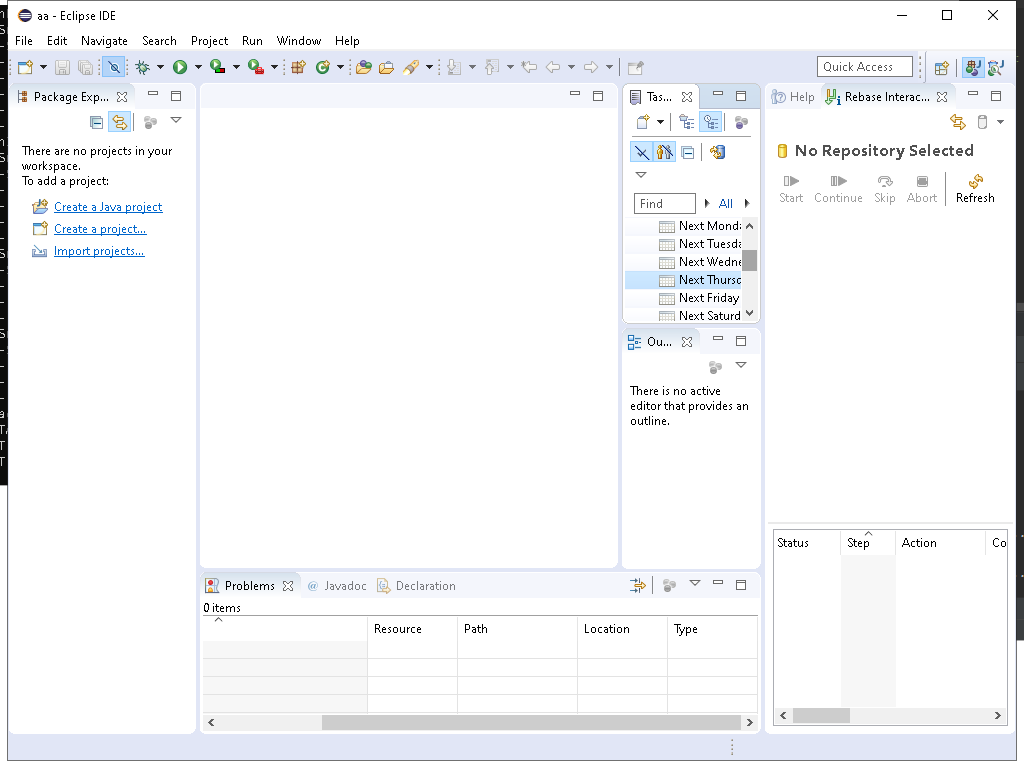 aa - Eclipse IDE
File Edit Navigate Search Project Run Window Help
Quick Access
Package Exp...
There are no projects in your
workspace.
To add a project:
Create a Java project
Create a project...
Import projects...
Tas...
Find
All
Next Mond
Next Tuesda
Next Wedne
Next Thursd
Next Friday
Next Saturd
Ou...
There is no active
editor that provides an
outline.
Help
Rebase Interac...
No Repository Selected
Start Continue Skip Abort Refresh
Status Step Action Co
Problems @ Javadoc Declaration
0 items
Resource Path Location Type